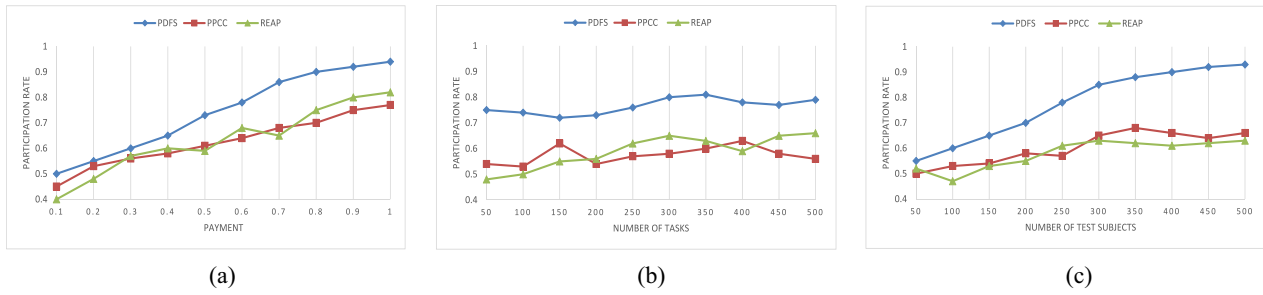 PDFS PPCC REAP
1
0.9
0.8
0.7
0.6
0.5
0.4
PARTICIPATION RATE
0.1 0.2 0.3 0.4 0.5 0.6 0.7 0.8 0.9 1
PAYMENT
(a)
PDFS PPCC REAP
1
0.9
0.8
0.7
0.6
0.5
0.4
PARTICIPATION RATE
50 100 150 200 250 300 350 400 450 500
NUMBER OF TASKS
(b)
PDFS PPCC REAP
1
0.9
0.8
0.7
0.6
0.5
0.4
PARTICIPATION RATE
50 100 150 200 250 300 350 400 450 500
NUMBER OF TEST SUBJECTS
(c)